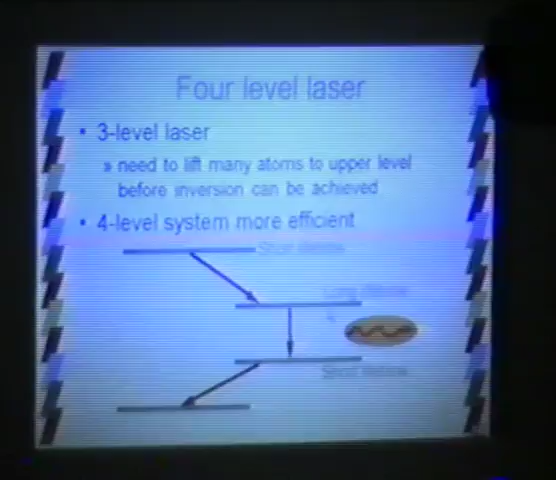 Four level laser
• 3-level laser
» need to lift many atoms to upper level
before inversion can be achieved
• 4-level system more efficient
Short lifetime
Long lifetime
Short lifetime